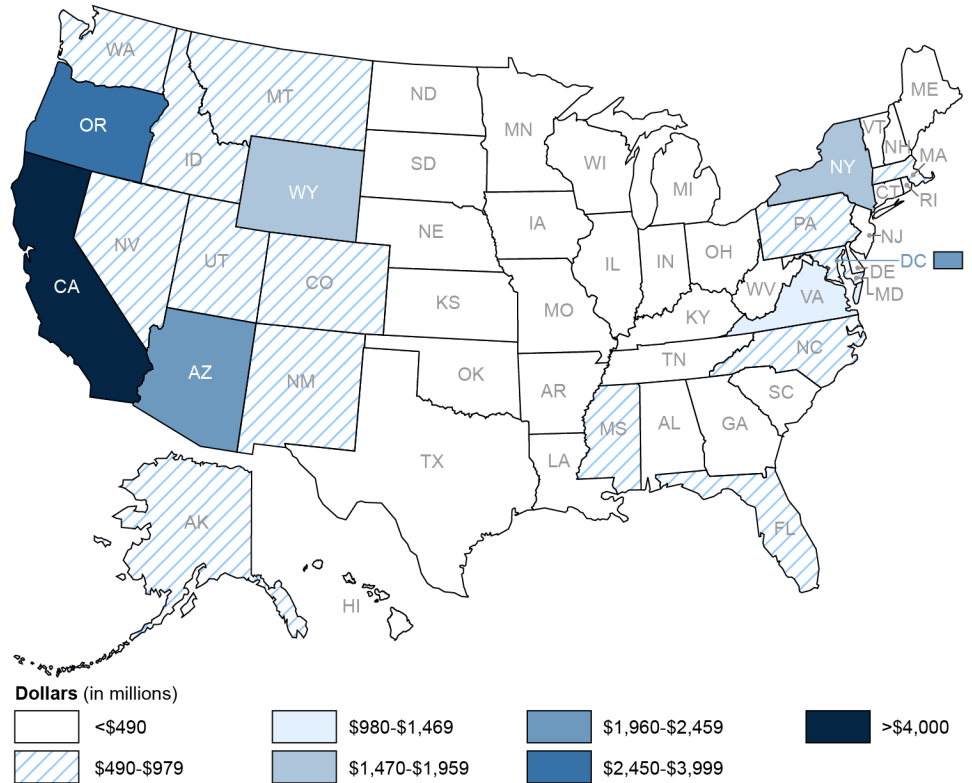 WA
MT
ND
MN
ME
VT
NH
OR
ID
SD
WI
NY
MA
WY
MI
CT
RI
NE
IA
PA
NJ
NV
UT
CO
IL
IN
OH
DC
DE
CA
KS
MO
WV
VA
MD
KY
AZ
NM
OK
AR
TN
NC
SC
MS
AL
GA
TX
LA
AK
FL
HI
Dollars (in millions)
<$490
$980-$1,469
$1,960-$2,459
>$4,000
$490-$979
$1,470-$1,959
$2,450-$3,999